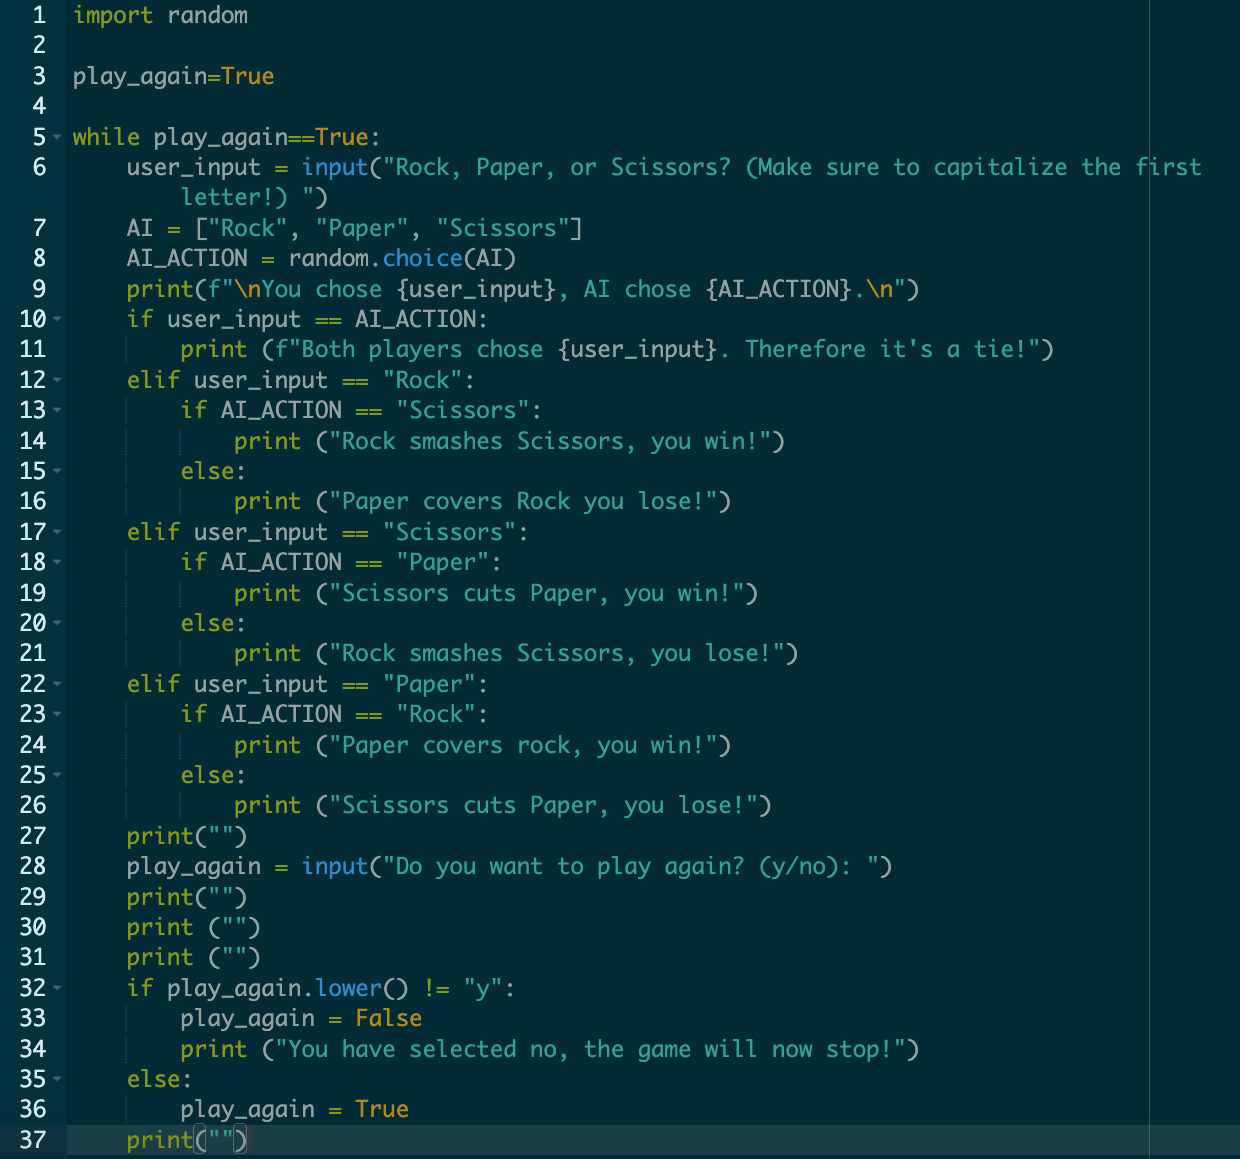 1 import random
2
3 play_again=True
4
5 while play_again==True:
6     user_input = input("Rock, Paper, or Scissors? (Make sure to capitalize the first
        letter!) ")
7     AI = ["Rock", "Paper", "Scissors"]
8     AI_ACTION = random.choice(AI)
9     print(f"\nYou chose {user_input}, AI chose {AI_ACTION}.\n")
10     if user_input == AI_ACTION:
11         print (f"Both players chose {user_input}. Therefore it's a tie!")
12     elif user_input == "Rock":
13         if AI_ACTION == "Scissors":
14             print ("Rock smashes Scissors, you win!")
15         else:
16             print ("Paper covers Rock you lose!")
17     elif user_input == "Scissors":
18         if AI_ACTION == "Paper":
19             print ("Scissors cuts Paper, you win!")
20         else:
21             print ("Rock smashes Scissors, you lose!")
22     elif user_input == "Paper":
23         if AI_ACTION == "Rock":
24             print ("Paper covers rock, you win!")
25         else:
26             print ("Scissors cuts Paper, you lose!")
27     print("")
28     play_again = input("Do you want to play again? (y/no): ")
29     print("")
30     print ("")
31     print ("")
32     if play_again.lower() != "y":
33         play_again = False
34         print ("You have selected no, the game will now stop!")
35     else:
36         play_again = True
37     print("")